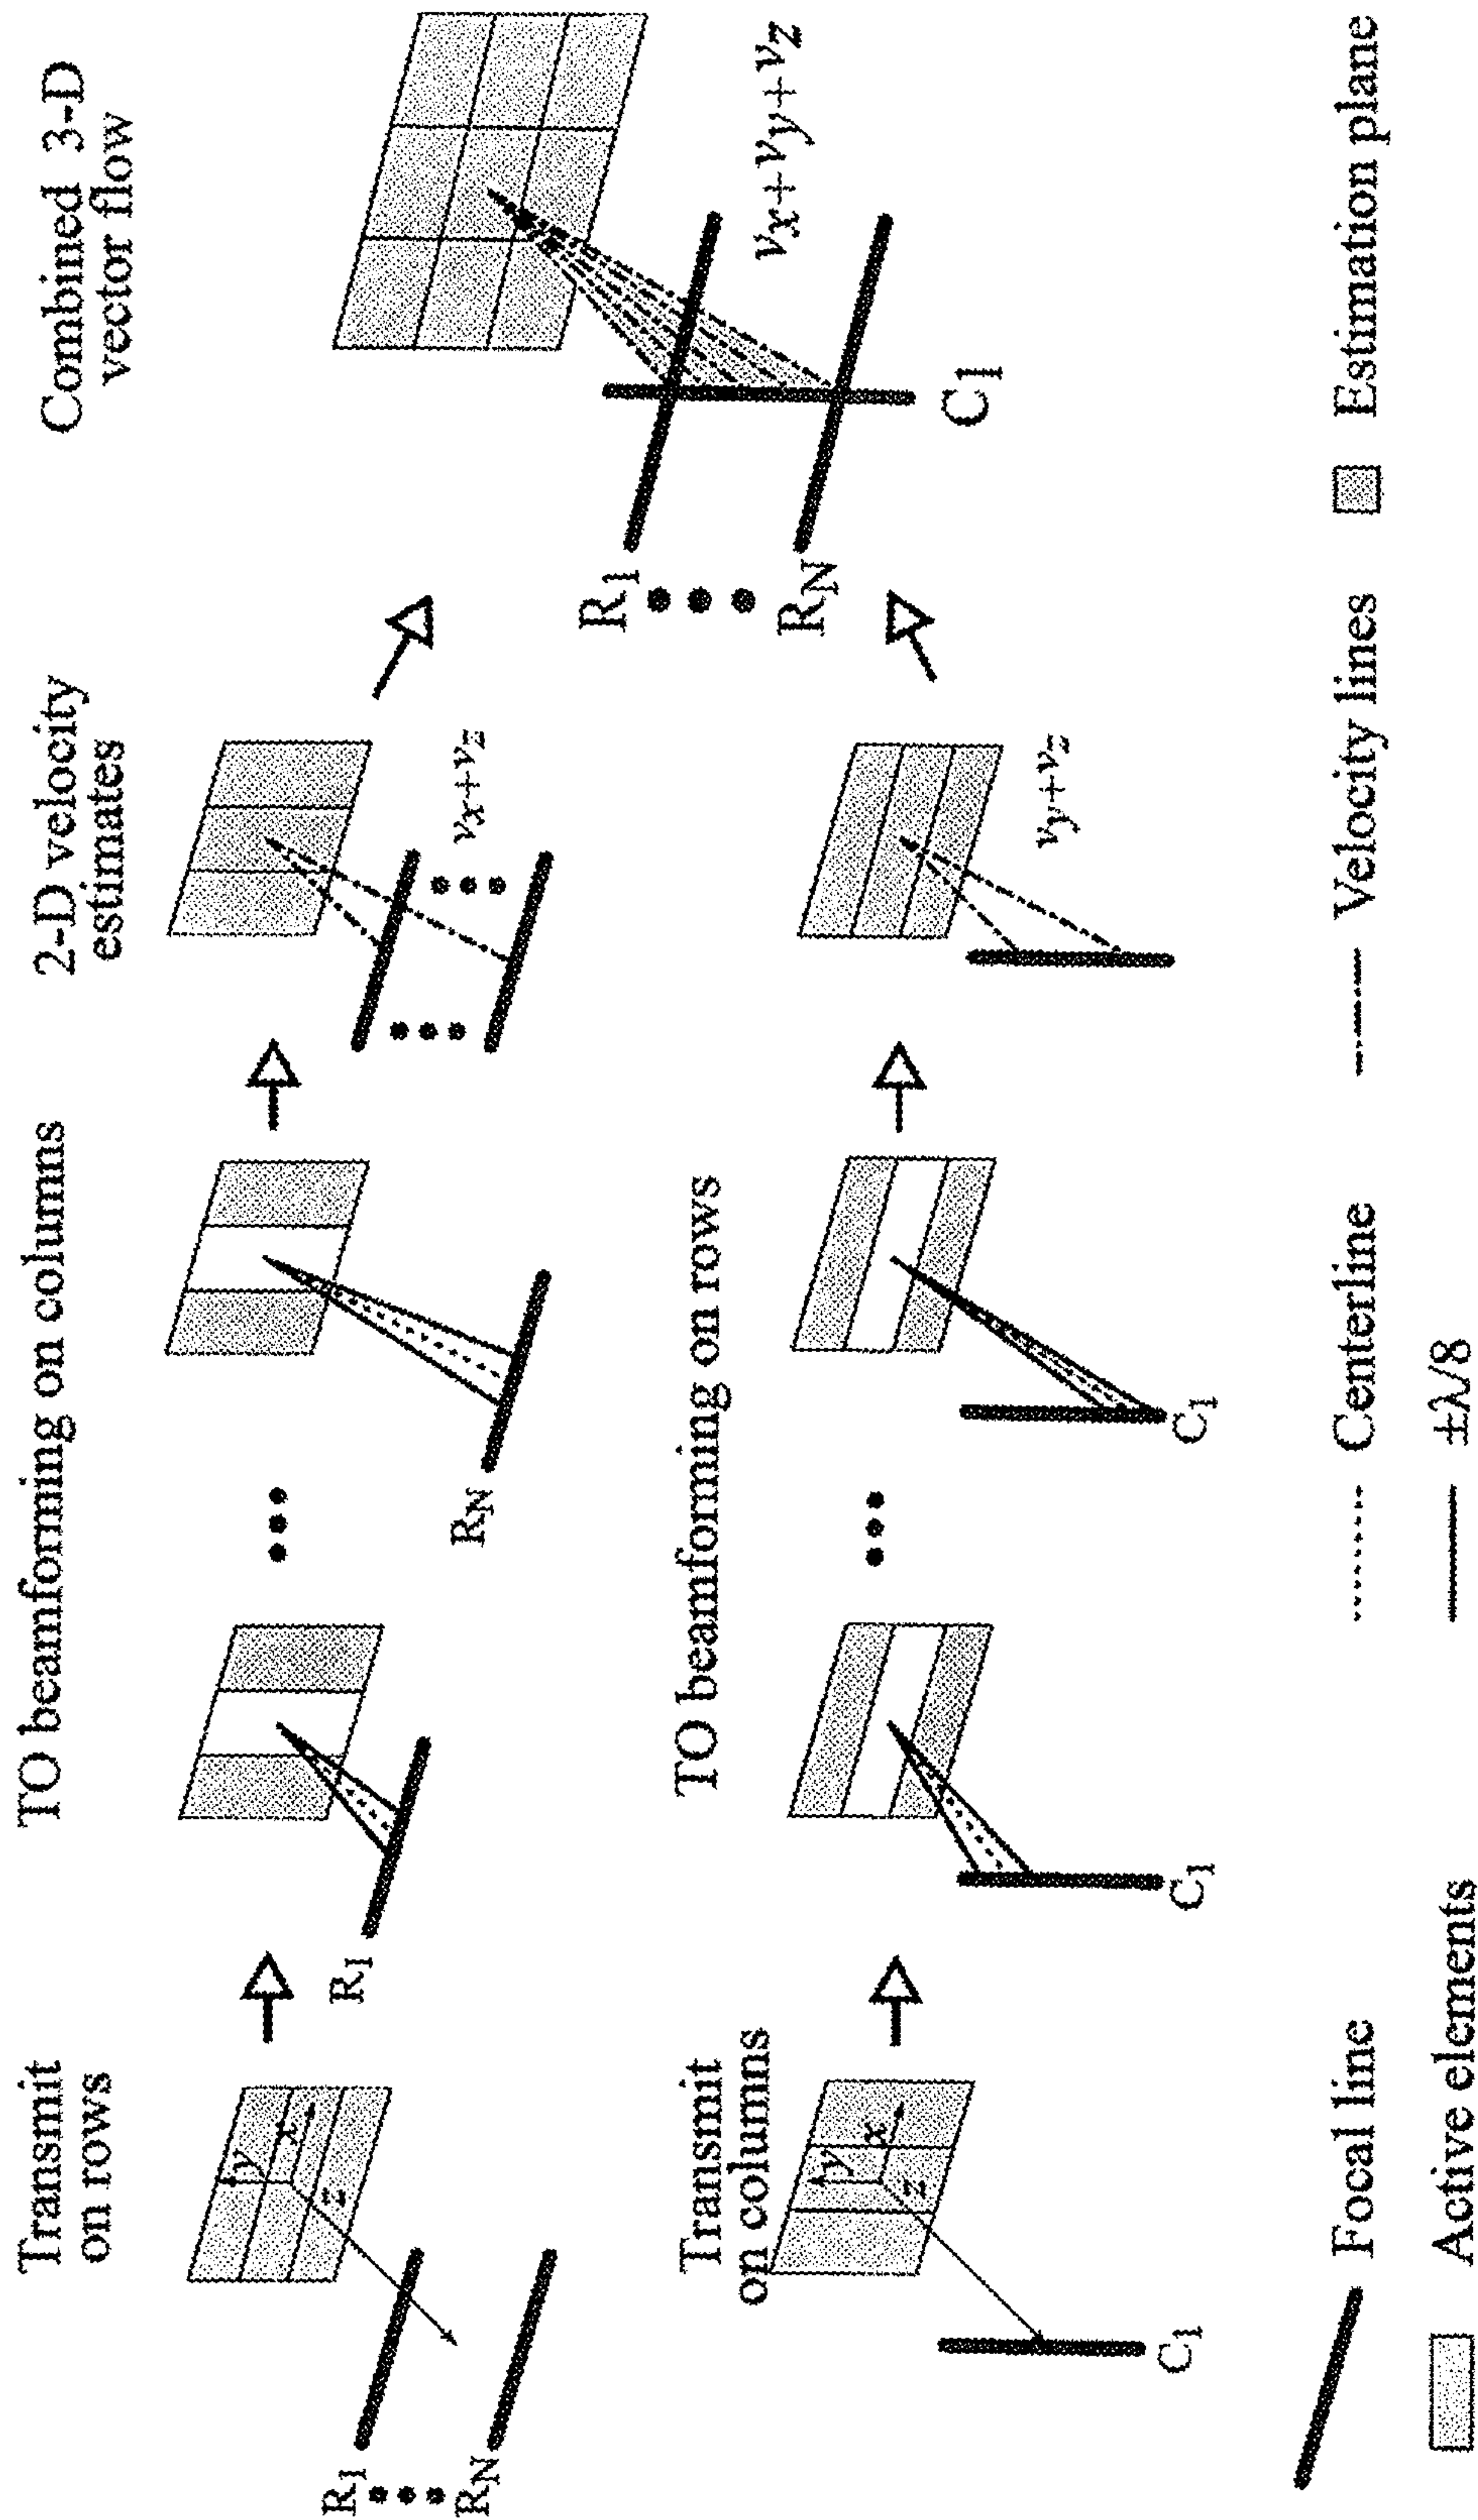 Transmit
on rows
TO beamforming on columns
2-D velocity
estimates
Combined 3-D
vector flow
y
x
z
R1
RN
R1
RN
vx+vz
R1
RN
C1
vx+vy+vz
Transmit
on columns
TO beamforming on rows
y
x
z
C1
C1
C1
vy+vz
Focal line
Centerline
Velocity lines
Estimation plane
Active elements
±λ/8